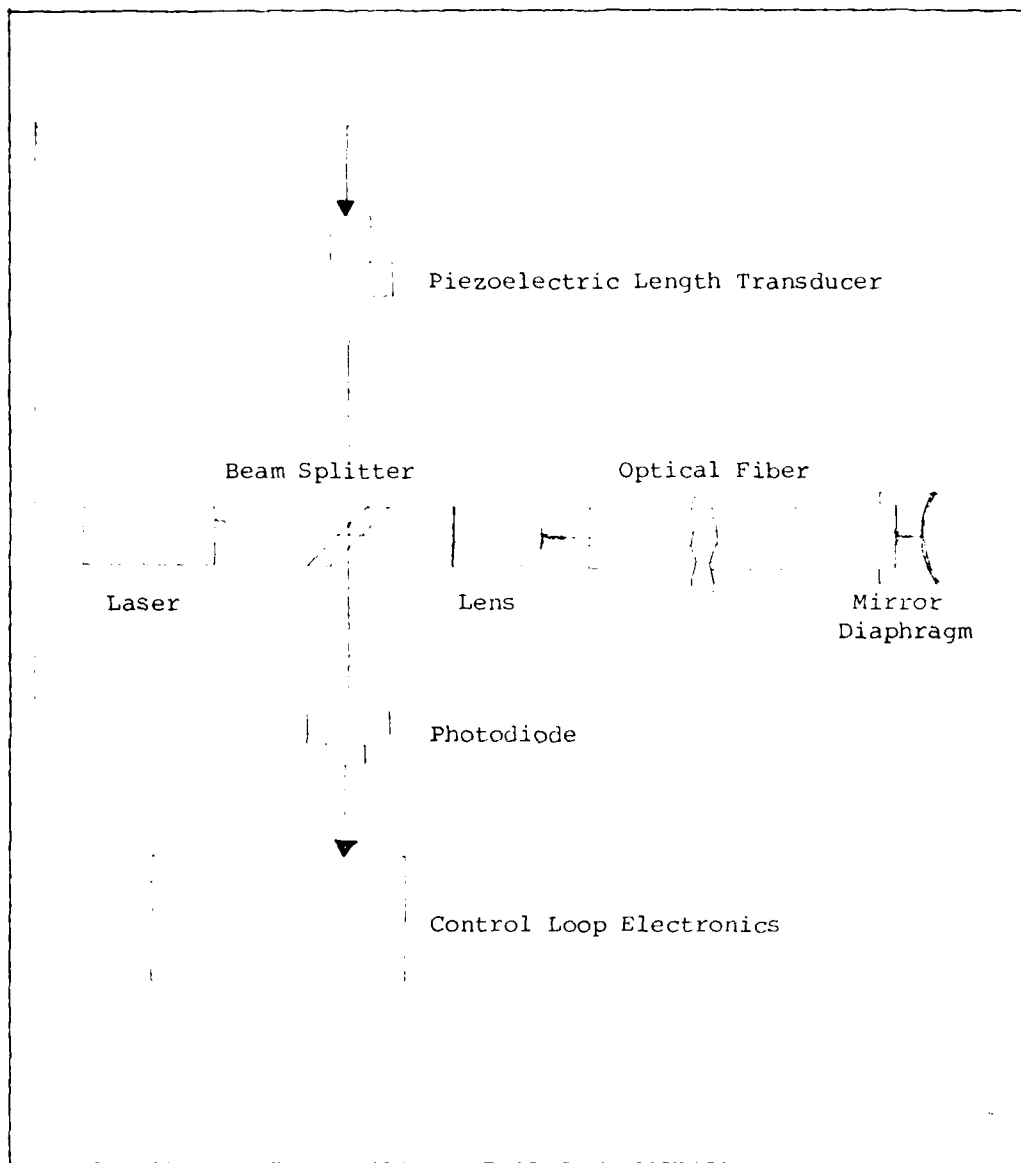 Piezoelectric Length Transducer
Beam Splitter
Optical Fiber
Laser
Lens
Mirror
Diaphragm
Photodiode
Control Loop Electronics